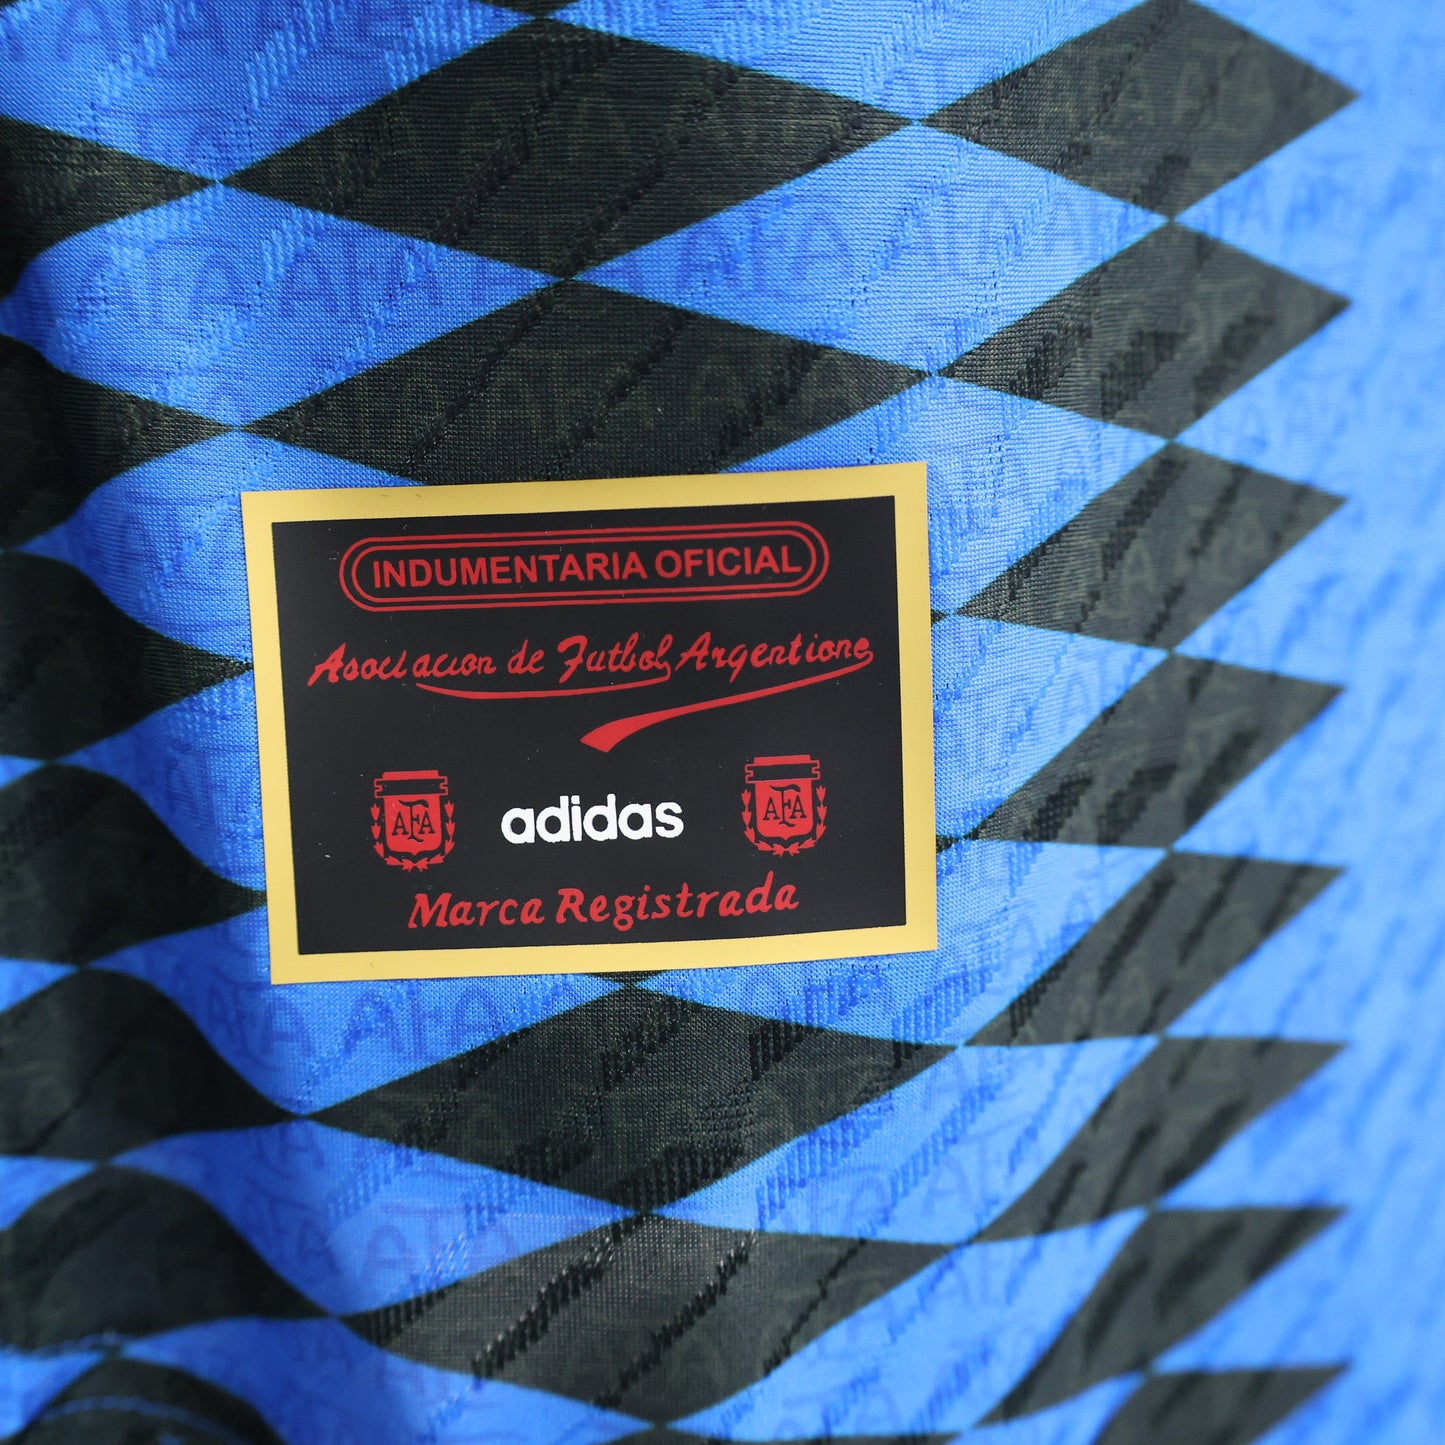 INDUMENTARIA OFICIAL
Asociacion de Futbol Argentione
AFA adidas AFA
Marca Registrada